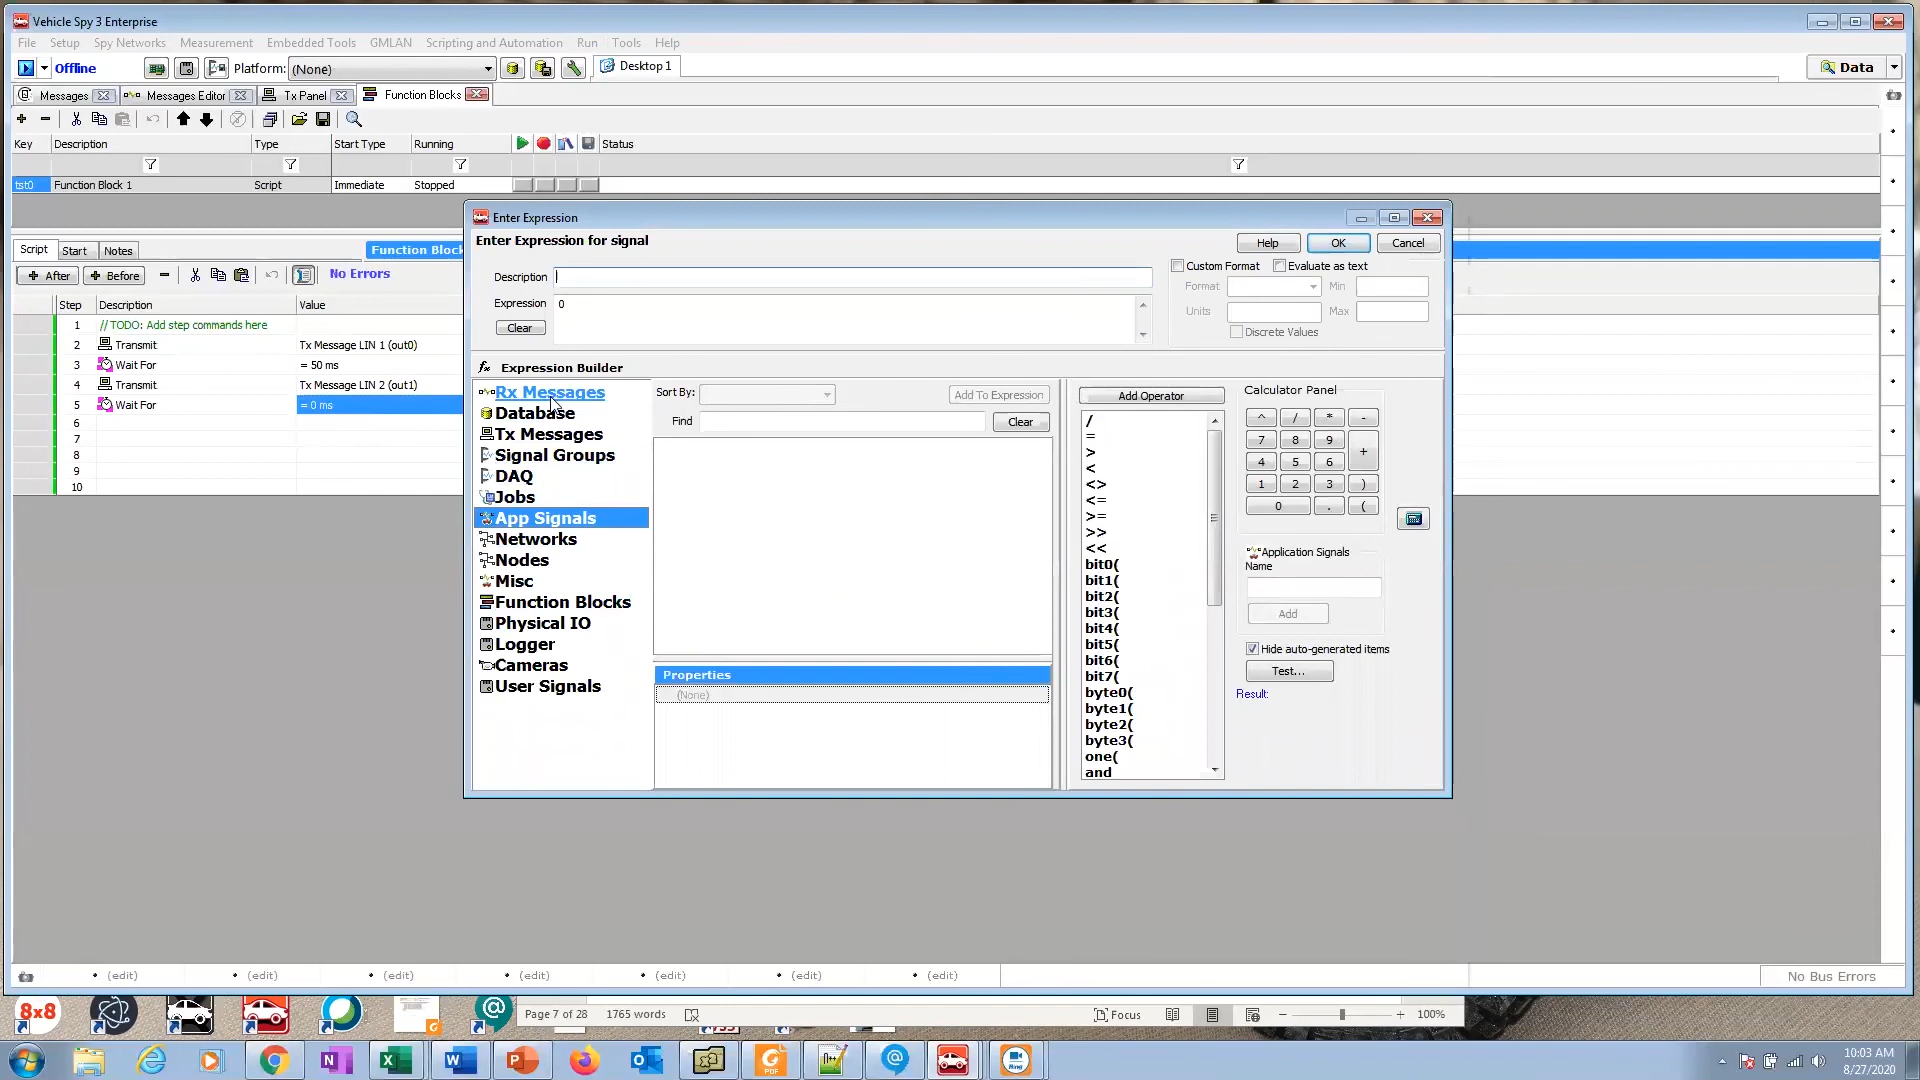 Vehicle Spy 3 Enterprise
File Setup Spy Networks Measurement Embedded Tools GMLAN Scripting and Automation Run Tools Help
Offline Platform: (None) Desktop 1 Data
Messages Messages Editor Tx Panel Function Blocks
Key Description Type Start Type Running Status
tst0 Function Block 1 Script Immediate Stopped
Script Start Notes Function Block
After Before No Errors
Step Description Value
1 // TODO: Add step commands here
2 Transmit Tx Message LIN 1 (out0)
3 Wait For = 50 ms
4 Transmit Tx Message LIN 2 (out1)
5 Wait For = 0 ms
6
7
8
9
10
Enter Expression
Enter Expression for signal
Help OK Cancel
Description
Expression 0
Clear
Custom Format Evaluate as text
Format Min
Units Max
Discrete Values
fx Expression Builder
Rx Messages
Database
Tx Messages
Signal Groups
DAQ
Jobs
App Signals
Networks
Nodes
Misc
Function Blocks
Physical IO
Logger
Cameras
User Signals
Sort By: Add To Expression
Find Clear
Properties
(None)
Add Operator
/
=
>
<
<>
<=
>=
>>
<<
bit0(
bit1(
bit2(
bit3(
bit4(
bit5(
bit6(
bit7(
byte0(
byte1(
byte2(
byte3(
one(
and
Calculator Panel
^ / * -
7 8 9 +
4 5 6
1 2 3 )
0 . (
Application Signals
Name
Add
Hide auto-generated items
Test...
Result:
(edit) (edit) (edit) (edit) (edit) (edit) (edit)
No Bus Errors
8x8
Page 7 of 28 1765 words Focus 100%
10:03 AM
8/27/2020